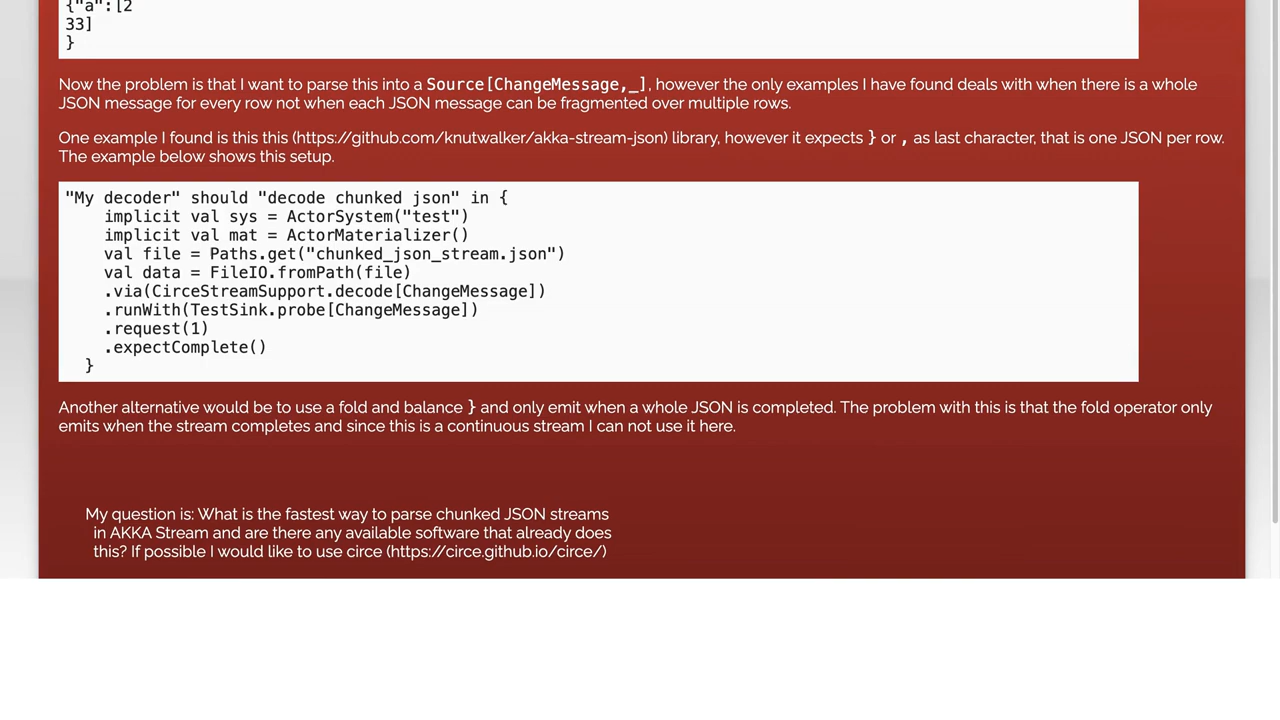 {"a":[2
33]
}
Now the problem is that I want to parse this into a Source[ChangeMessage,_], however the only examples I have found deals with when there is a whole
JSON message for every row not when each JSON message can be fragmented over multiple rows.
One example I found is this this (https://github.com/knutwalker/akka-stream-json) library, however it expects } or , as last character, that is one JSON per row.
The example below shows this setup.
"My decoder" should "decode chunked json" in {
    implicit val sys = ActorSystem("test")
    implicit val mat = ActorMaterializer()
    val file = Paths.get("chunked_json_stream.json")
    val data = FileIO.fromPath(file)
    .via(CirceStreamSupport.decode[ChangeMessage])
    .runWith(TestSink.probe[ChangeMessage])
    .request(1)
    .expectComplete()
  }
Another alternative would be to use a fold and balance } and only emit when a whole JSON is completed. The problem with this is that the fold operator only
emits when the stream completes and since this is a continuous stream I can not use it here.
My question is: What is the fastest way to parse chunked JSON streams
in AKKA Stream and are there any available software that already does
this? If possible I would like to use circe (https://circe.github.io/circe/)